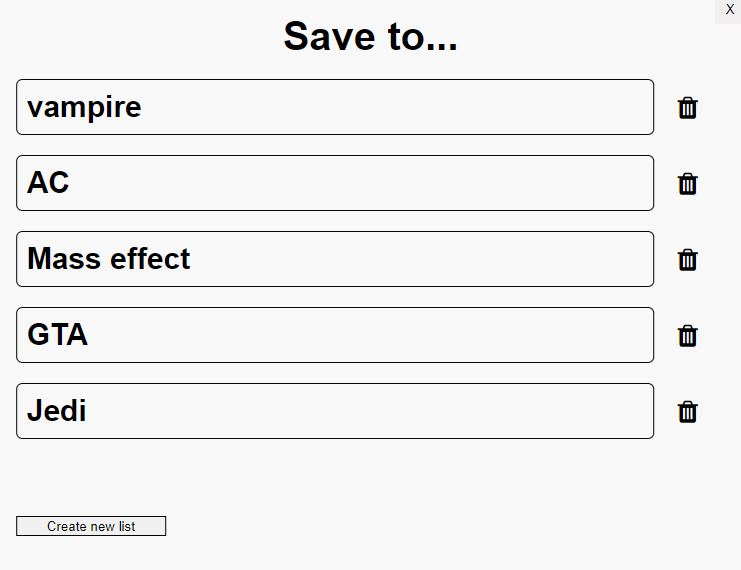 X
Save to...
vampire
AC
Mass effect
GTA
Jedi
Create new list